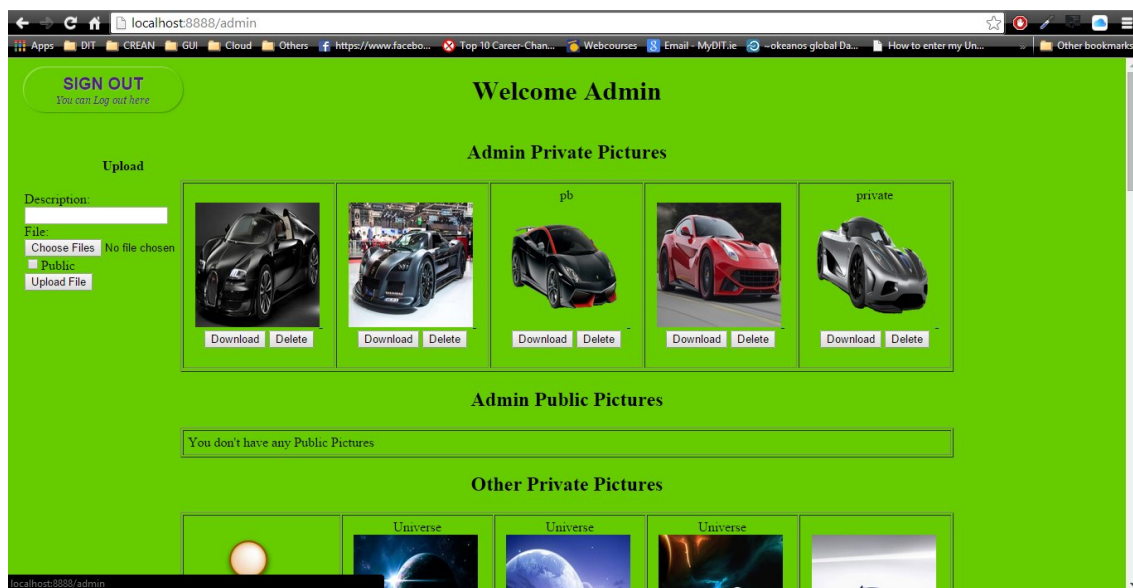 localhost:8888/admin
Apps DIT CREAN GUI Cloud Others https://www.facebo... Top 10 Career-Chan... Webcourses Email - MyDIT.ie ~okeanos global Da... How to enter my Un... » Other bookmarks
SIGN OUT
You can Log out here
Welcome Admin
Admin Private Pictures
Upload
Description:
File:
Choose Files No file chosen
Public
Upload File
pb private
Download Delete Download Delete Download Delete Download Delete Download Delete
Admin Public Pictures
You don't have any Public Pictures
Other Private Pictures
Universe Universe Universe
localhost:8888/admin